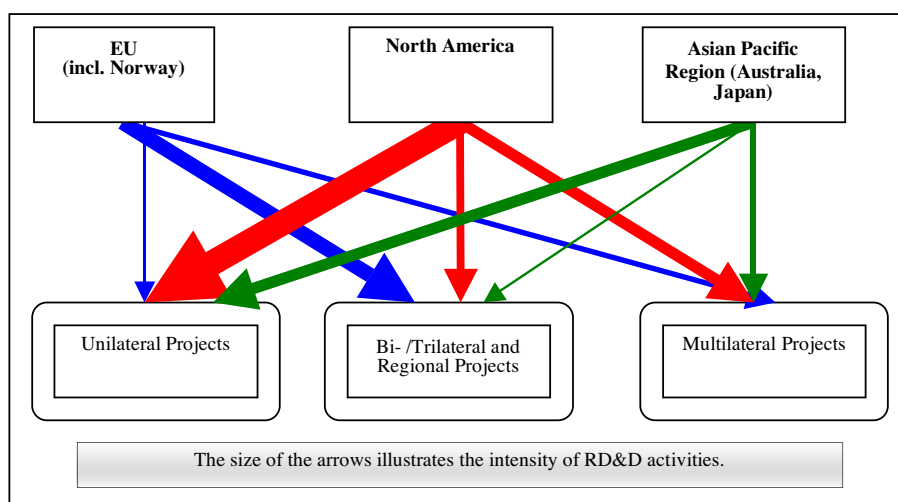 EU
(incl. Norway)
North America
Asian Pacific
Region (Australia,
Japan)
Unilateral Projects
Bi- /Trilateral and
Regional Projects
Multilateral Projects
The size of the arrows illustrates the intensity of RD&D activities.